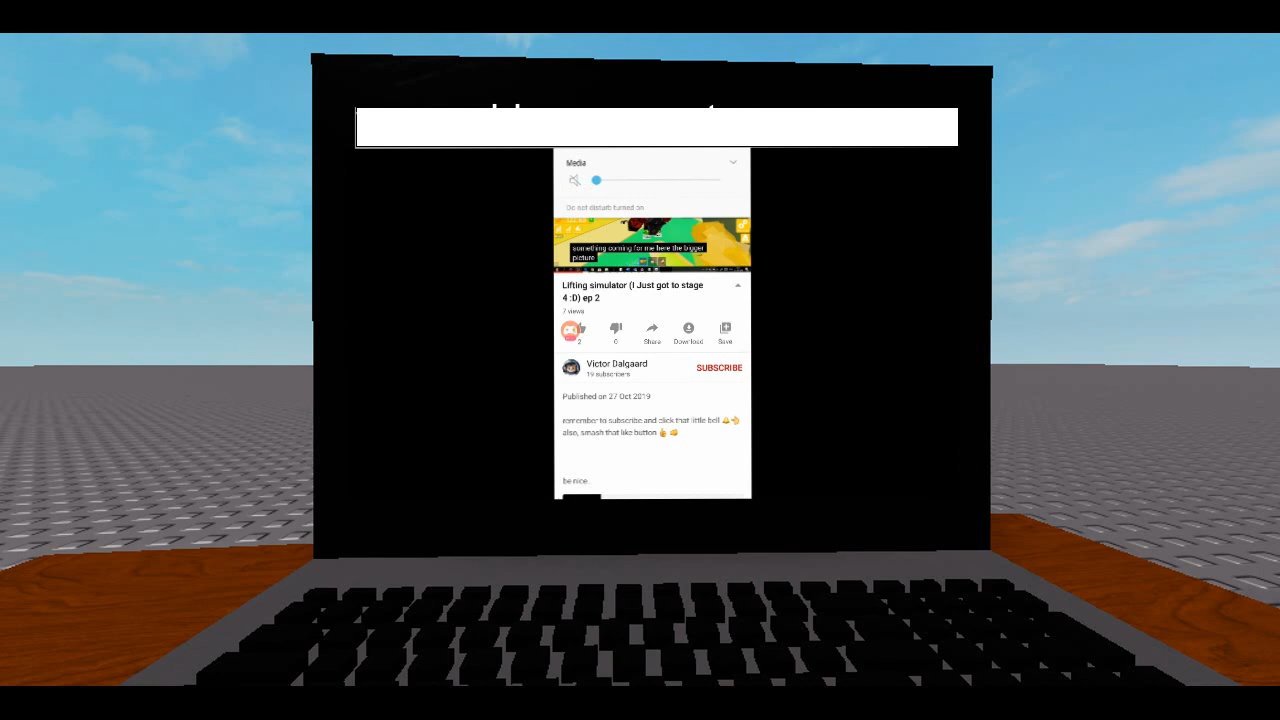 Media
Do not disturb turned on
something coming for me here the bigger
picture
Lifting simulator (I Just got to stage
4 :D) ep 2
7 views
2 0 Share Download Save
Victor Dalgaard
19 subscribers
SUBSCRIBE
Published on 27 Oct 2019
remember to subscribe and click that little bell 🔔👈
also, smash that like button 👍 🤜
be nice.